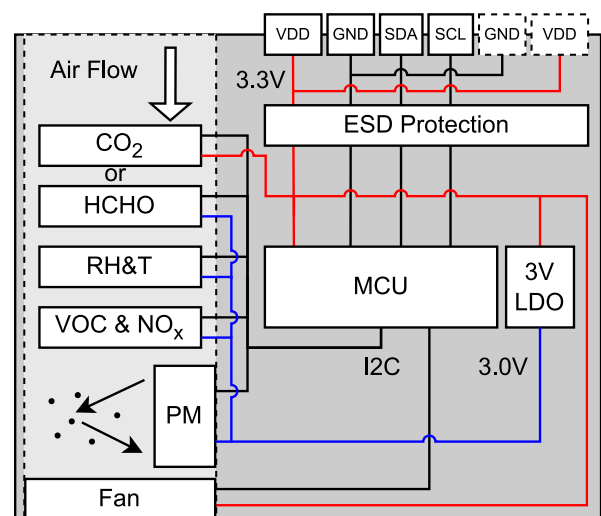 VDD GND SDA SCL GND VDD
Air Flow
3.3V
ESD Protection
CO2
or
HCHO
RH&T
MCU
3V
LDO
VOC & NOx
I2C
3.0V
PM
Fan